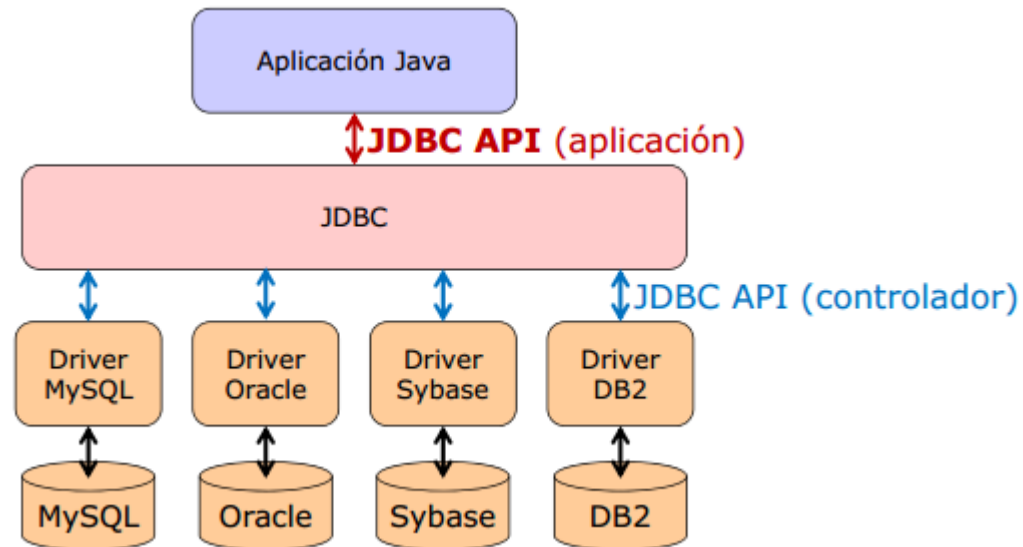 Aplicación Java
JDBC API (aplicación)
JDBC
JDBC API (controlador)
Driver
MySQL
Driver
Oracle
Driver
Sybase
Driver
DB2
MySQL
Oracle
Sybase
DB2